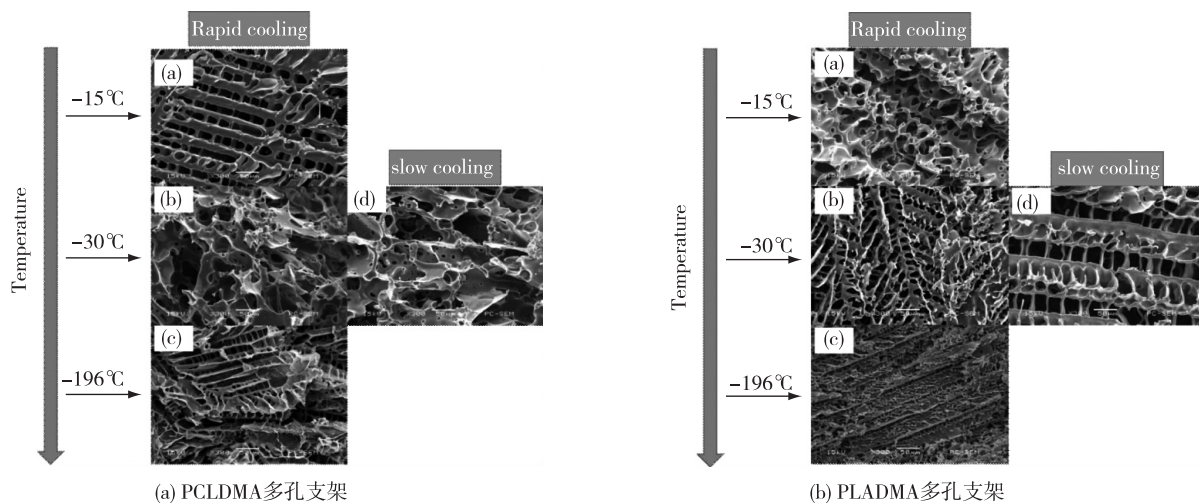 Rapid cooling
(a)
-15℃
slow cooling
(b)
(d)
-30℃
(c)
-196℃
Temperature
(a) PCLDMA多孔支架
Rapid cooling
(a)
-15℃
slow cooling
(b)
(d)
-30℃
(c)
-196℃
Temperature
(b) PLADMA多孔支架